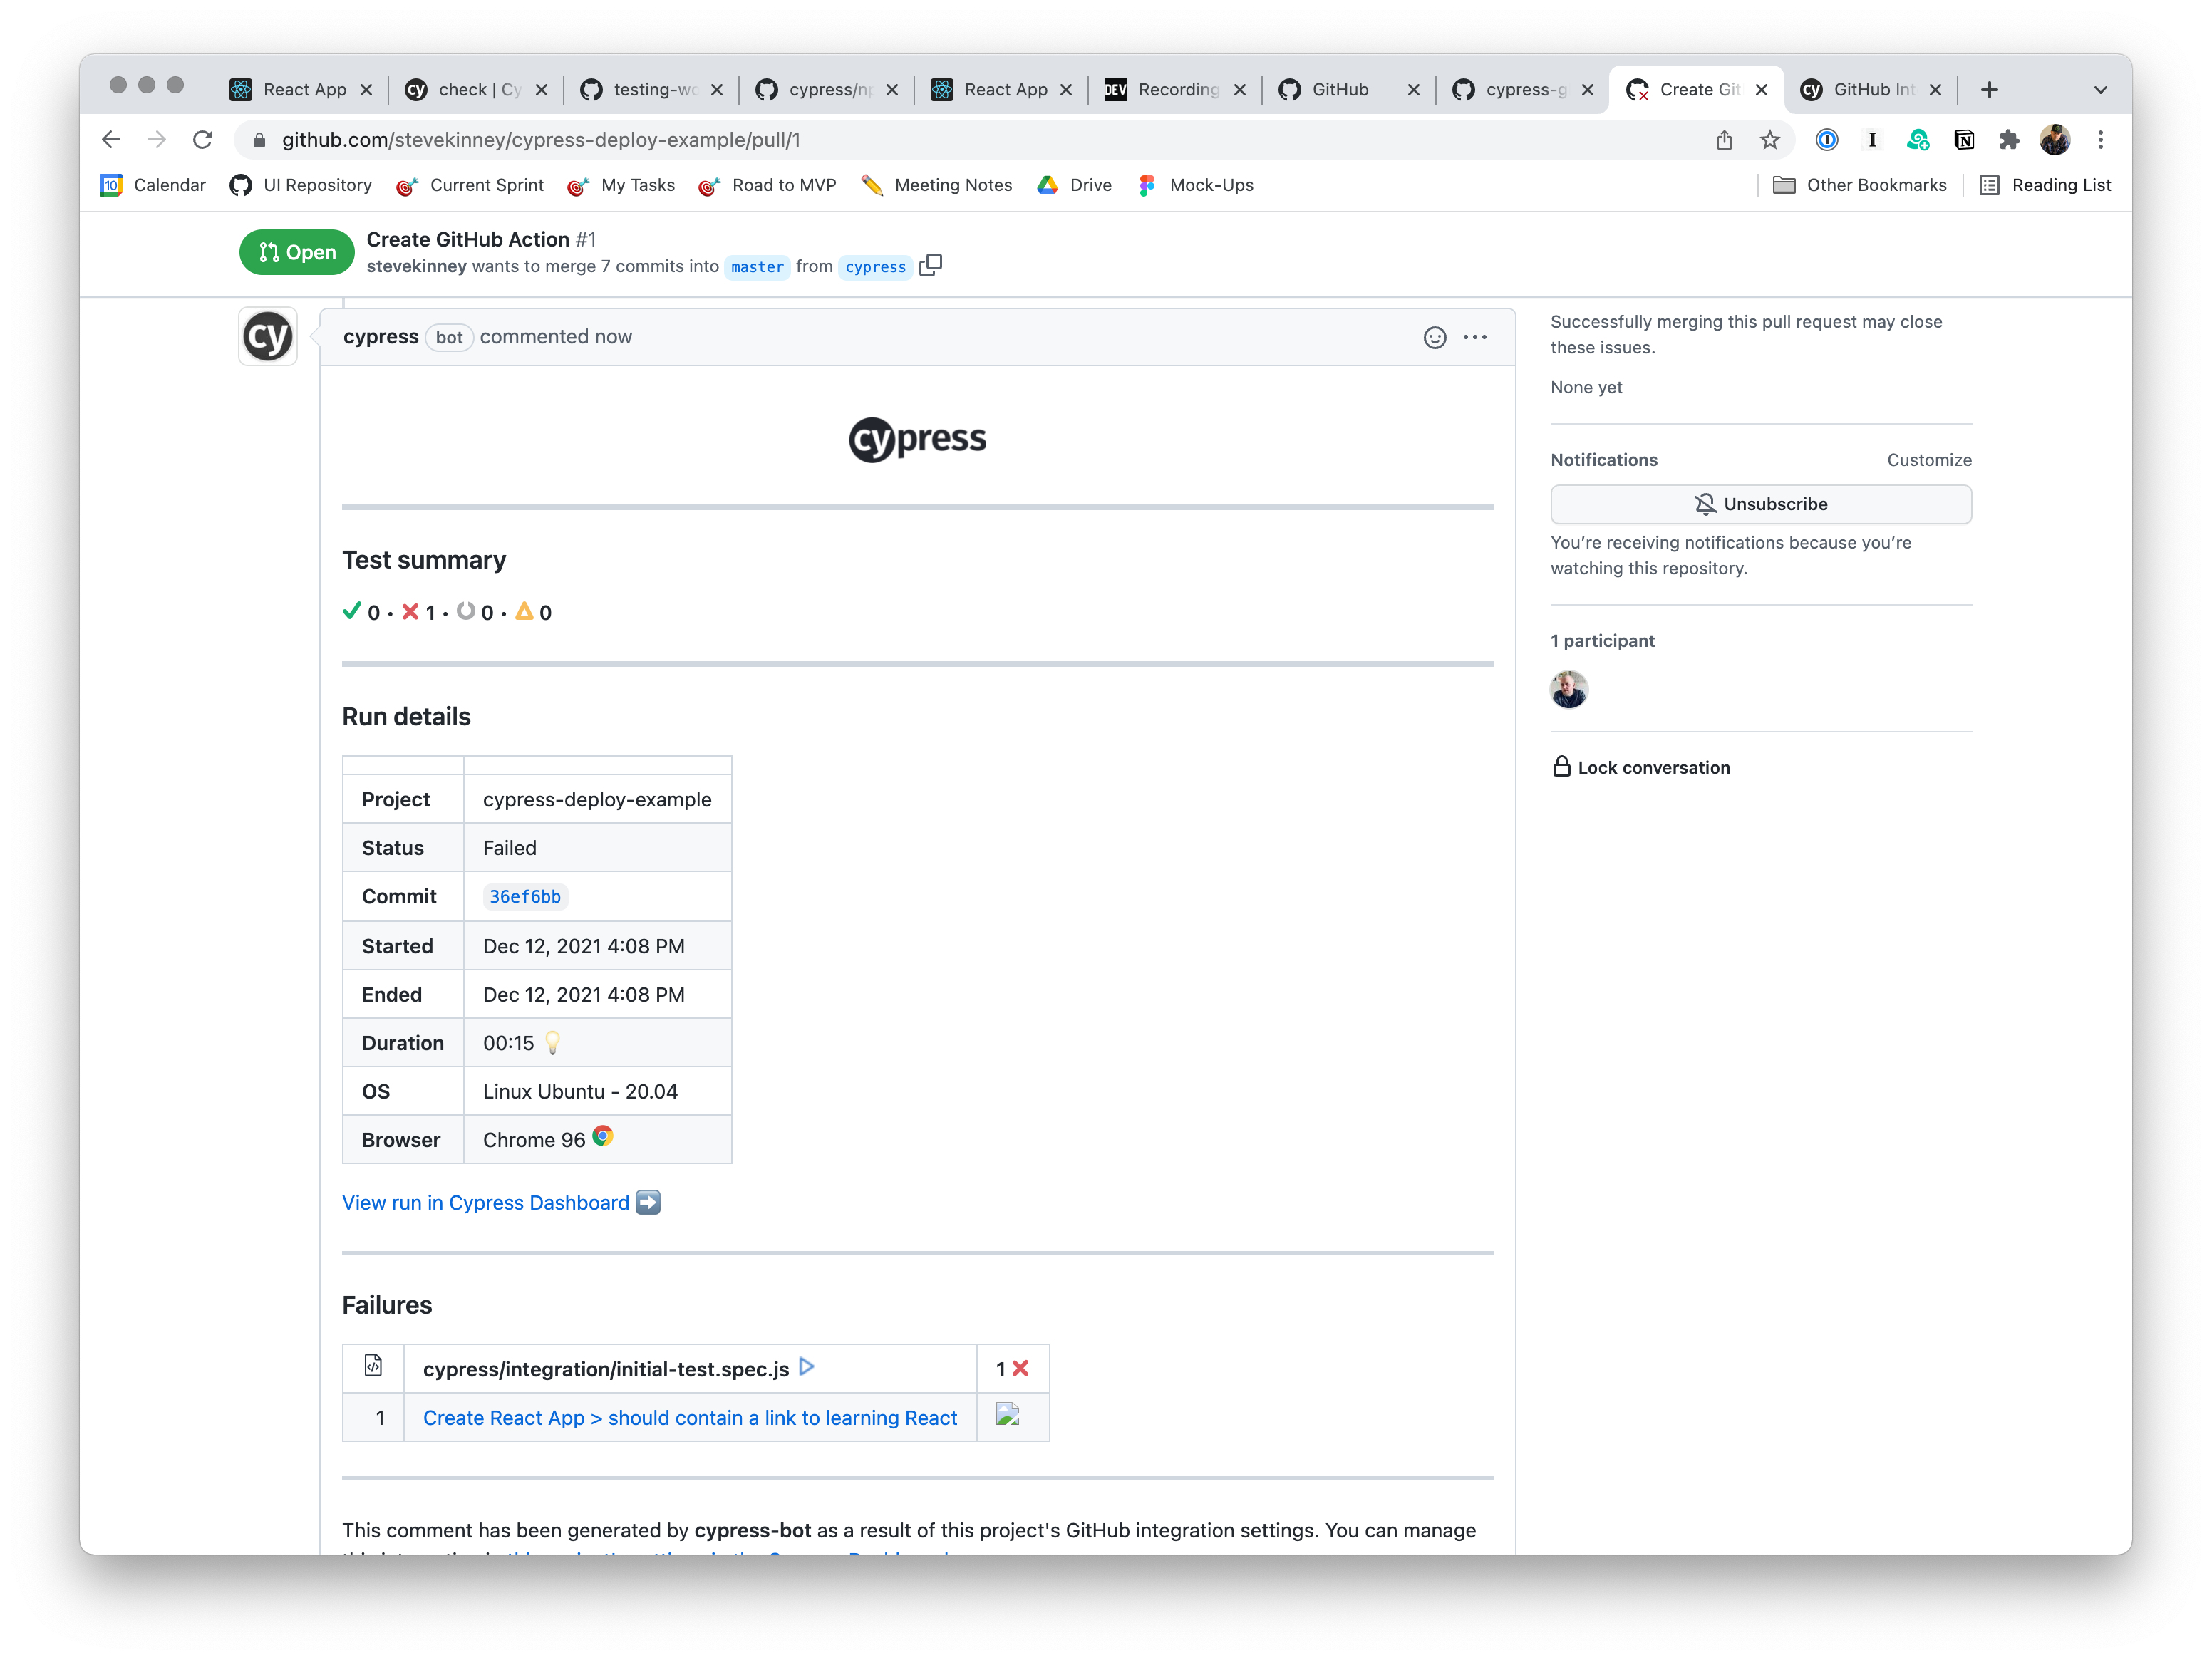 React App
check | Cy
testing-wo
cypress/np
React App
DEV Recording
GitHub
cypress-g
Create Git
GitHub Int
github.com/stevekinney/cypress-deploy-example/pull/1
10 Calendar
UI Repository
Current Sprint
My Tasks
Road to MVP
Meeting Notes
Drive
Mock-Ups
Other Bookmarks
Reading List
Open
Create GitHub Action #1
stevekinney wants to merge 7 commits into master from cypress
cy
cypress bot commented now
cypress
Test summary
0 · 1 · 0 · 0
Run details
Project cypress-deploy-example
Status Failed
Commit 36ef6bb
Started Dec 12, 2021 4:08 PM
Ended Dec 12, 2021 4:08 PM
Duration 00:15
OS Linux Ubuntu - 20.04
Browser Chrome 96
View run in Cypress Dashboard
Failures
cypress/integration/initial-test.spec.js 1
1 Create React App > should contain a link to learning React
This comment has been generated by cypress-bot as a result of this project's GitHub integration settings. You can manage
Successfully merging this pull request may close
these issues.
None yet
Notifications Customize
Unsubscribe
You're receiving notifications because you're
watching this repository.
1 participant
Lock conversation